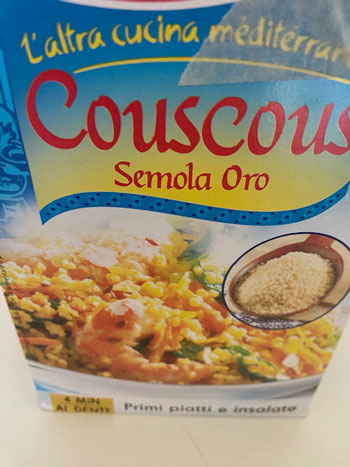 L'altra cucina mediterran
Couscous
Semola Oro
4 MIN
AL DENTE
Primi piatti e insalate